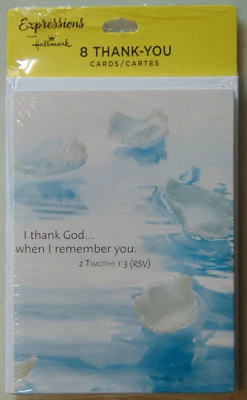 Expressions
FROM
Hallmark
8 THANK-YOU
CARDS/CARTES
I thank God...
when I remember you.
2 TIMOTHY 1:3 (RSV)